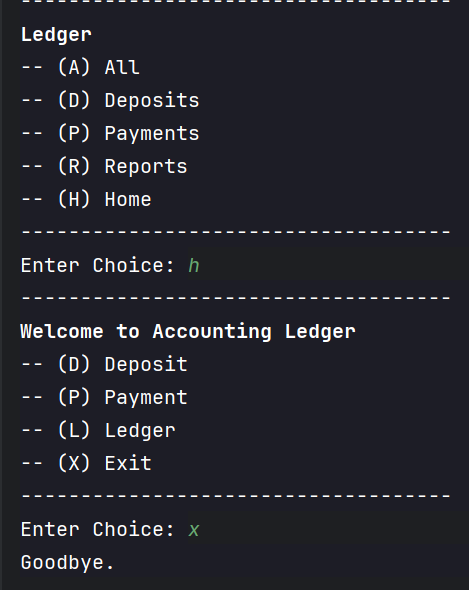 ------------------------------------
Ledger
-- (A) All
-- (D) Deposits
-- (P) Payments
-- (R) Reports
-- (H) Home
------------------------------------
Enter Choice: h
------------------------------------
Welcome to Accounting Ledger
-- (D) Deposit
-- (P) Payment
-- (L) Ledger
-- (X) Exit
------------------------------------
Enter Choice: x
Goodbye.